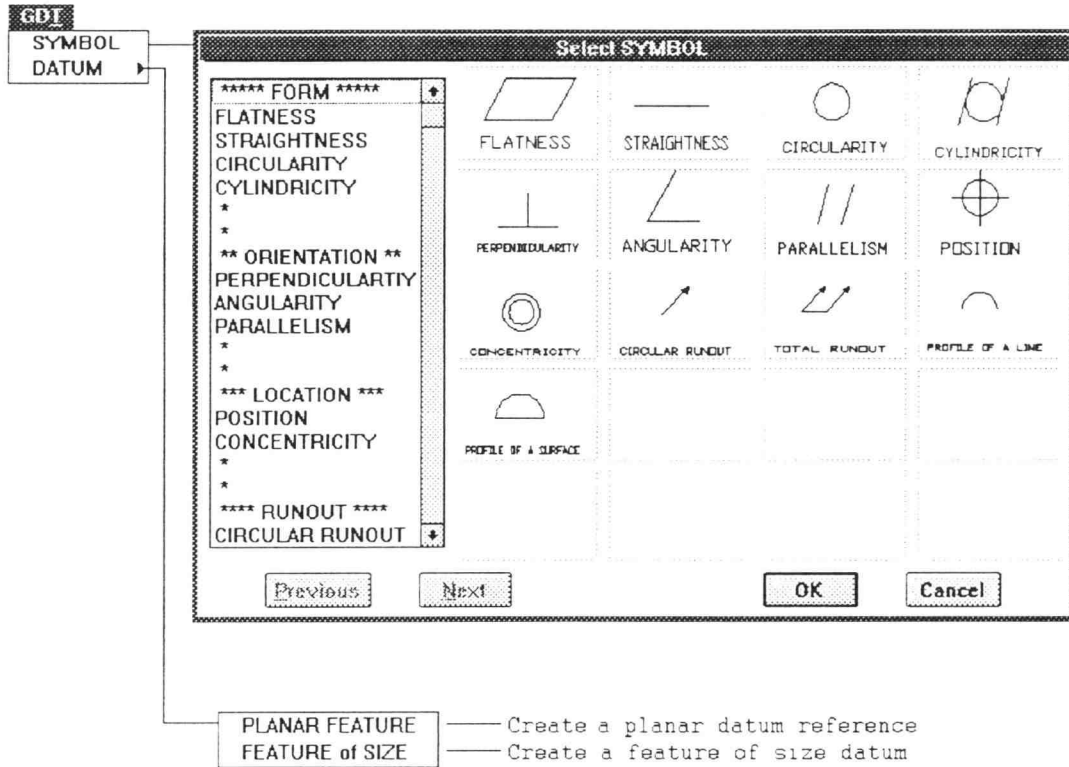 GDT
SYMBOL
DATUM
Select SYMBOL
***** FORM *****
FLATNESS
STRAIGHTNESS
CIRCULARITY
CYLINDRICITY
*
*
** ORIENTATION **
PERPENDICULARTIY
ANGULARITY
PARALLELISM
*
*
*** LOCATION ***
POSITION
CONCENTRICITY
*
*
**** RUNOUT ****
CIRCULAR RUNOUT
FLATNESS
STRAIGHTNESS
CIRCULARITY
CYLINDRICITY
PERPENDICULARITY
ANGULARITY
PARALLELISM
POSITION
CONCENTRICITY
CIRCULAR RUNOUT
TOTAL RUNOUT
PROFILE OF A LINE
PROFILE OF A SURFACE
Previous
Next
OK
Cancel
PLANAR FEATURE
Create a planar datum reference
FEATURE of SIZE
Create a feature of size datum